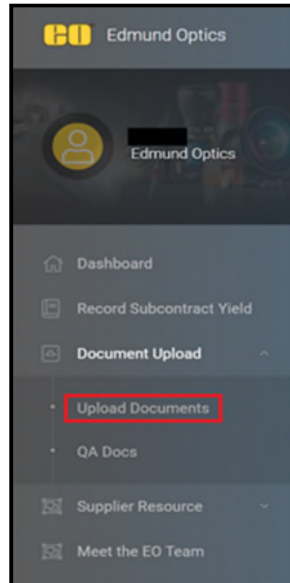 EO Edmund Optics
Edmund Optics
Dashboard
Record Subcontract Yield
Document Upload
Upload Documents
QA Docs
Supplier Resource
Meet the EO Team